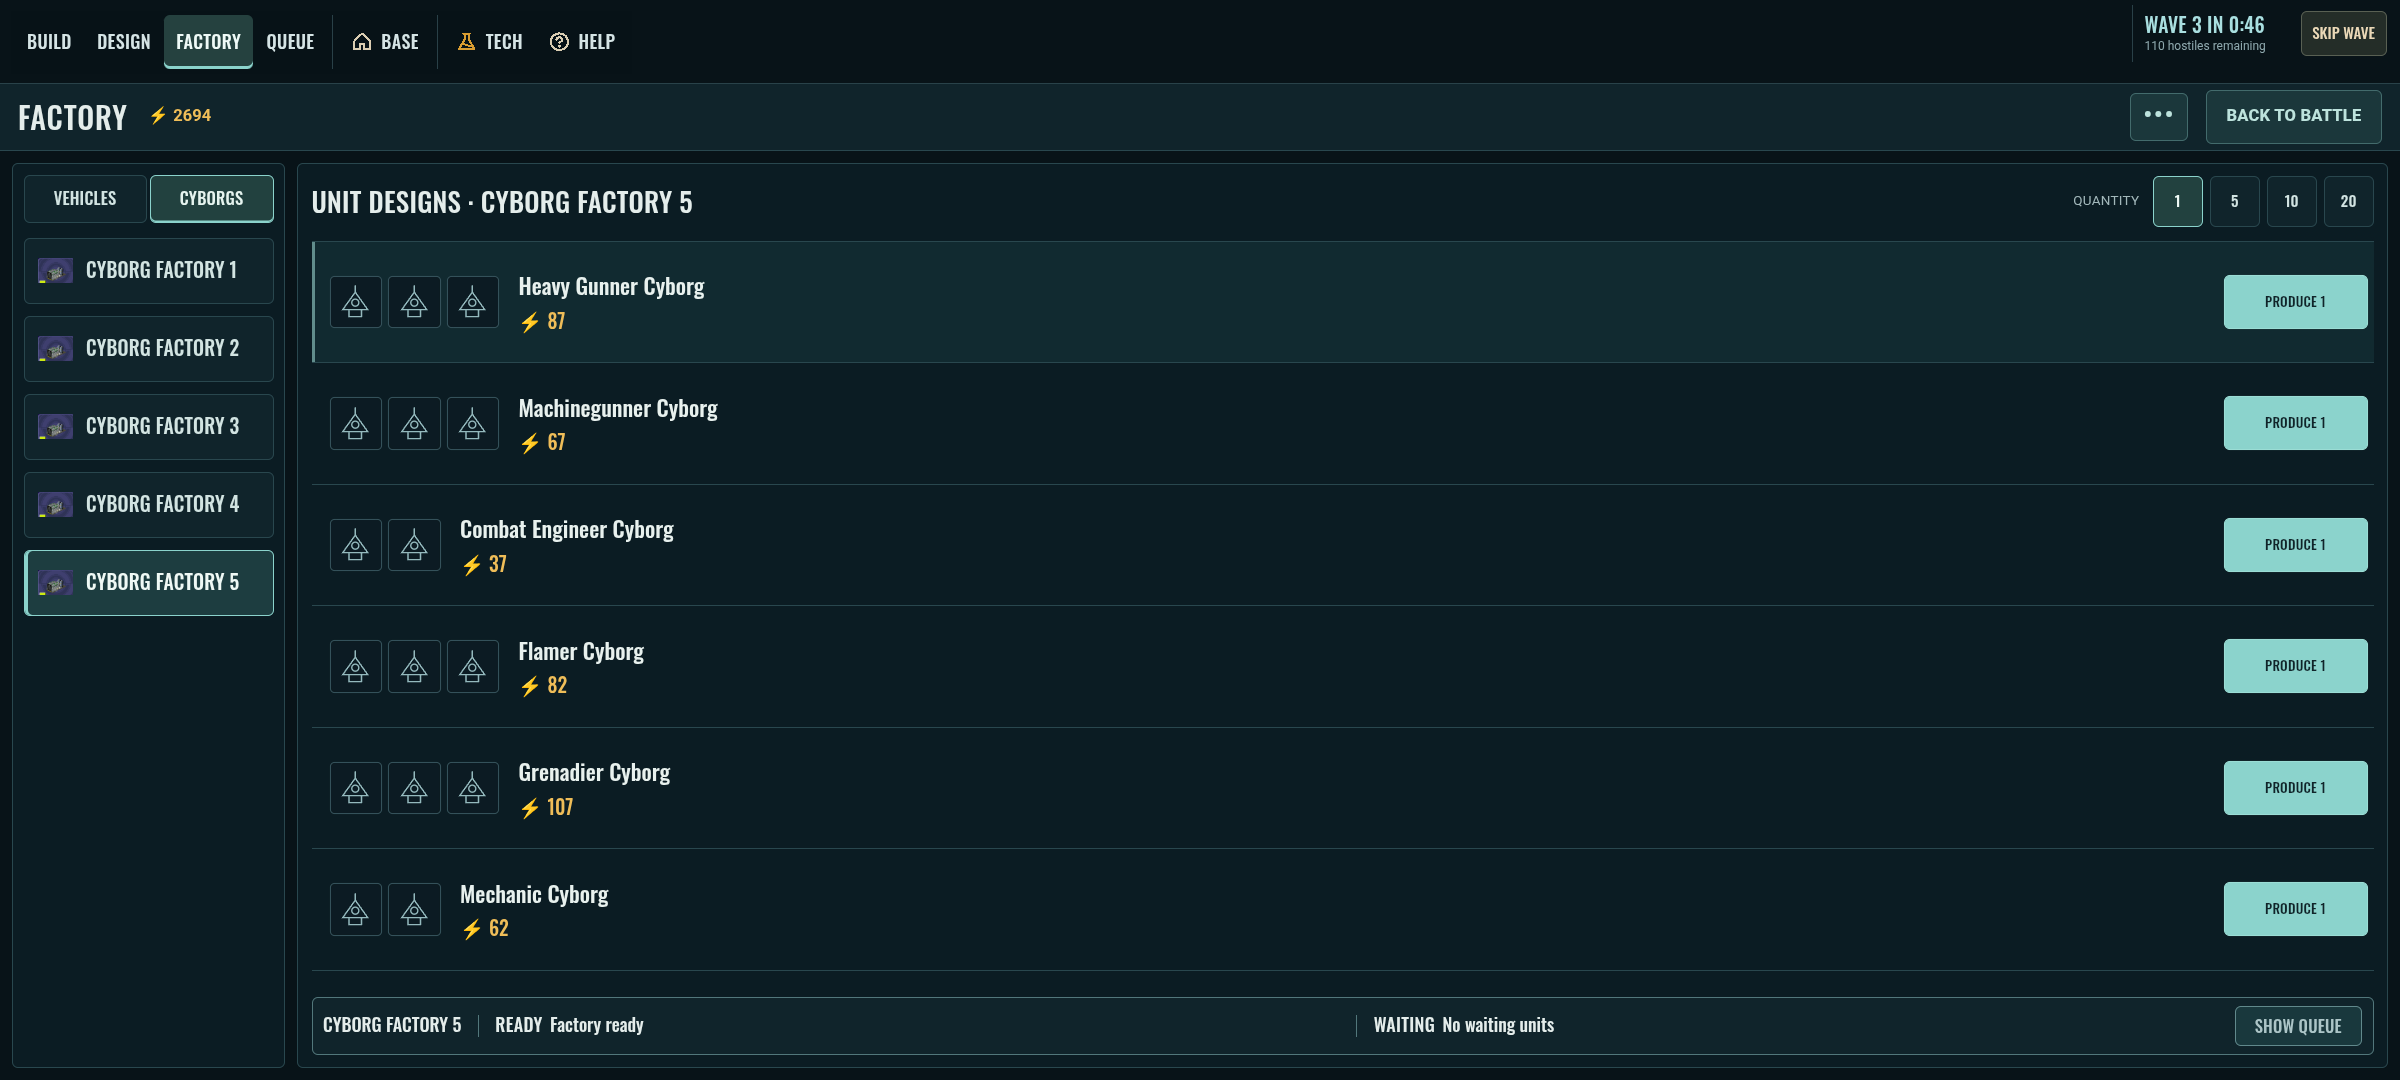 BUILD DESIGN FACTORY QUEUE BASE TECH HELP
WAVE 3 IN 0:46
110 hostiles remaining
SKIP WAVE
FACTORY 2694
BACK TO BATTLE
VEHICLES CYBORGS
CYBORG FACTORY 1
CYBORG FACTORY 2
CYBORG FACTORY 3
CYBORG FACTORY 4
CYBORG FACTORY 5
UNIT DESIGNS · CYBORG FACTORY 5
QUANTITY 1 5 10 20
Heavy Gunner Cyborg
87
PRODUCE 1
Machinegunner Cyborg
67
PRODUCE 1
Combat Engineer Cyborg
37
PRODUCE 1
Flamer Cyborg
82
PRODUCE 1
Grenadier Cyborg
107
PRODUCE 1
Mechanic Cyborg
62
PRODUCE 1
CYBORG FACTORY 5 READY Factory ready WAITING No waiting units SHOW QUEUE